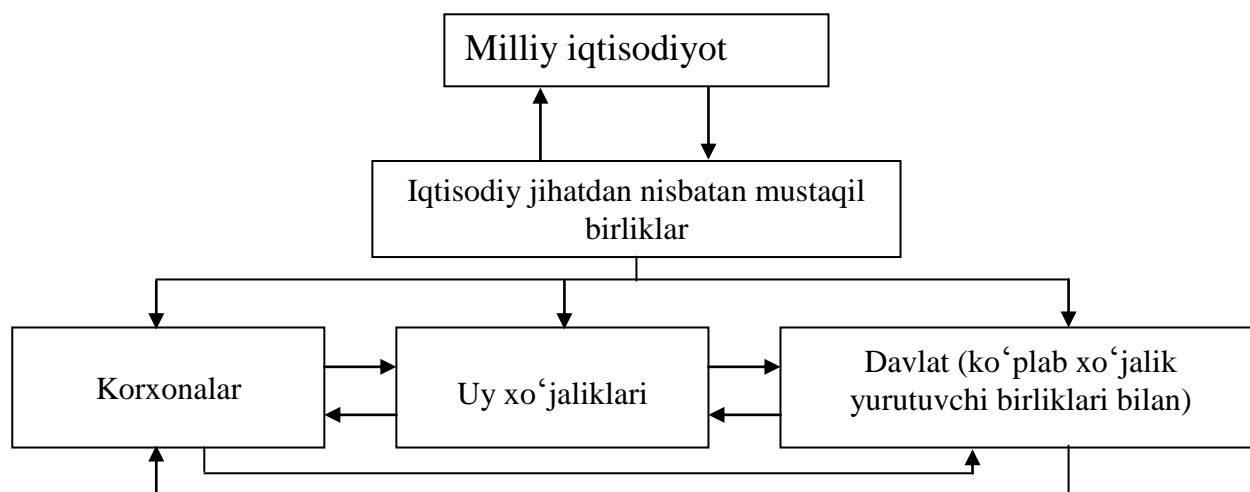 Milliy iqtisodiyot
Iqtisodiy jihatdan nisbatan mustaqil
birliklar
Korxonalar
Uy xo‘jaliklari
Davlat (ko‘plab xo‘jalik
yurutuvchi birliklari bilan)